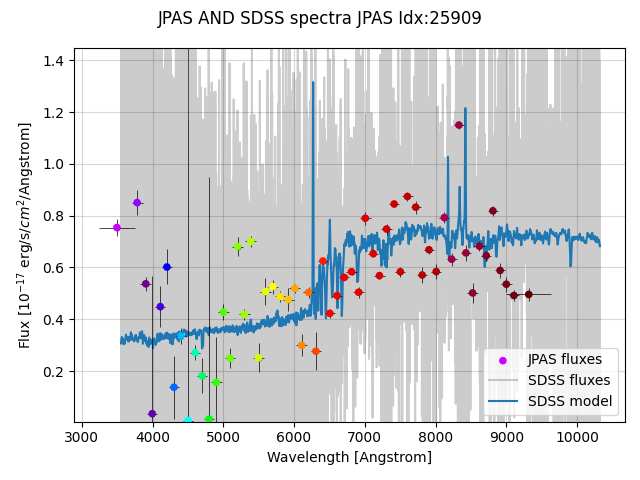 JPAS AND SDSS spectra JPAS Idx:25909
1.4
1.2
1.0
0.8
0.6
0.4
0.2
Flux [10⁻¹⁷ erg/s/cm²/Angstrom]
JPAS fluxes
SDSS fluxes
SDSS model
3000 4000 5000 6000 7000 8000 9000 10000
Wavelength [Angstrom]